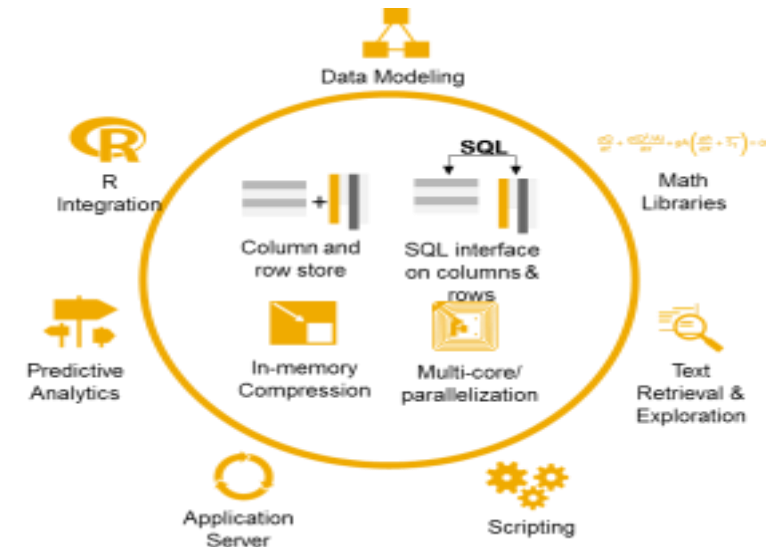 Data Modeling
R
R
Integration
SQL
Math
Libraries
+
Column and
row store
SQL interface
on columns &
rows
Predictive
Analytics
In-memory
Compression
Multi-core/
parallelization
Text
Retrieval &
Exploration
Application
Server
Scripting